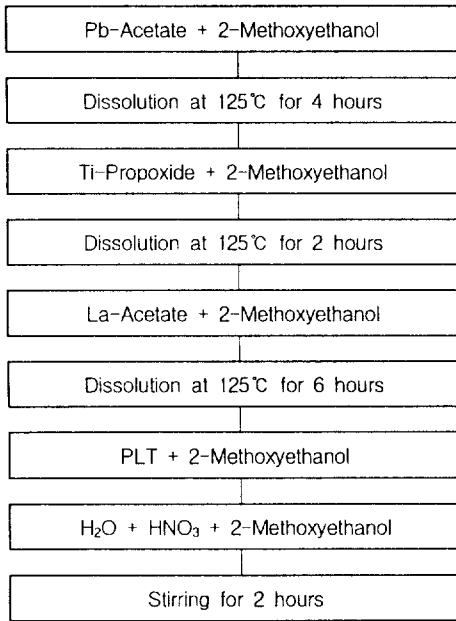 Pb-Acetate + 2-Methoxyethanol
Dissolution at 125℃ for 4 hours
Ti-Propoxide + 2-Methoxyethanol
Dissolution at 125℃ for 2 hours
La-Acetate + 2-Methoxyethanol
Dissolution at 125℃ for 6 hours
PLT + 2-Methoxyethanol
H₂O + HNO₃ + 2-Methoxyethanol
Stirring for 2 hours